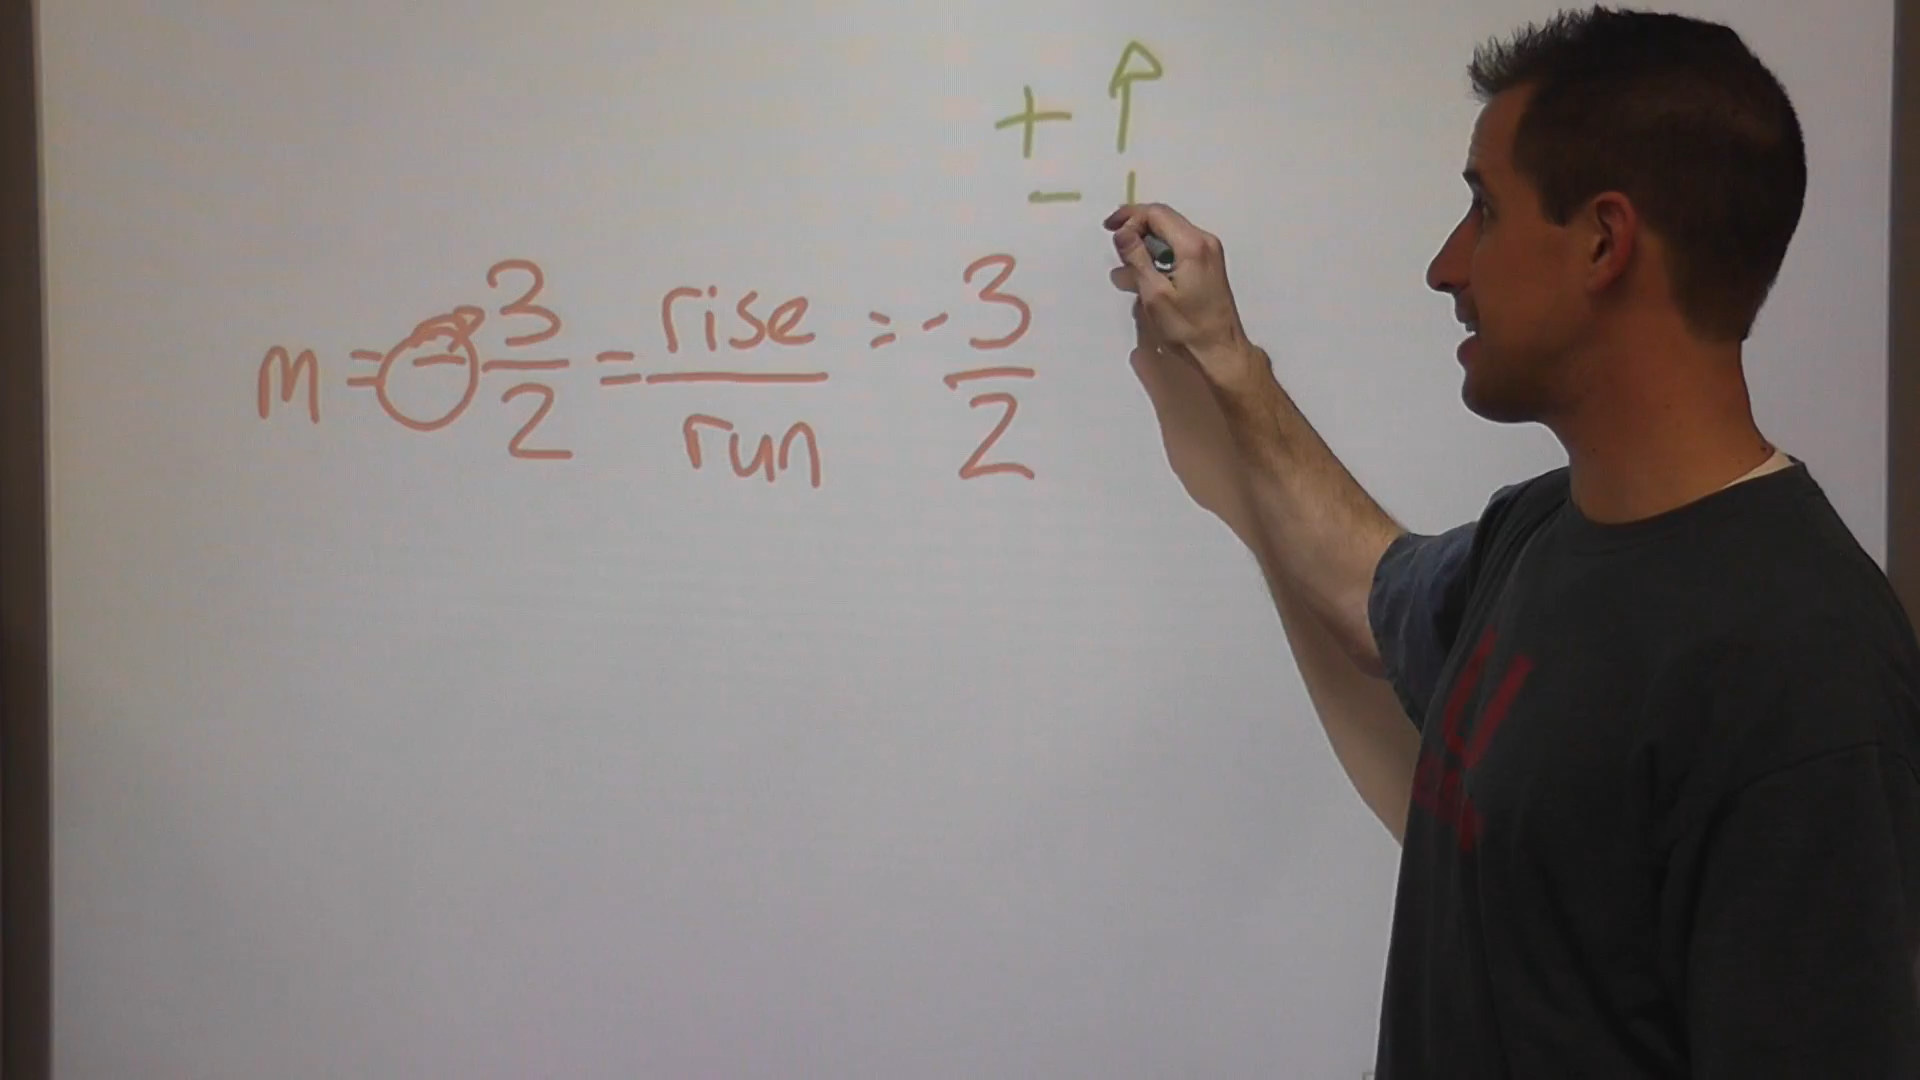 + ↑
-
m = - 3/2 = rise/run = -3/2